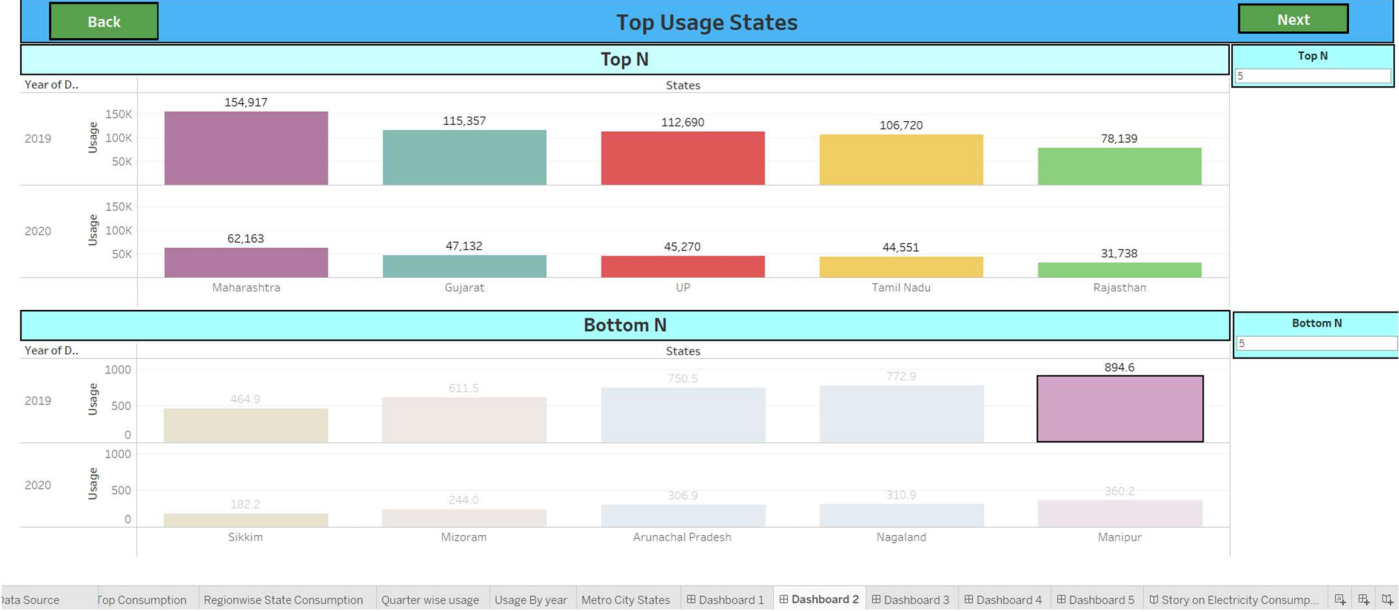 Back Top Usage States Next
Top N Top N
5
Year of D.. States
154,917 115,357 112,690 106,720 78,139
2019 Usage 150K 100K 50K
62,163 47,132 45,270 44,551 31,738
2020 Usage 150K 100K 50K
Maharashtra Gujarat UP Tamil Nadu Rajasthan
Bottom N Bottom N
5
Year of D.. States
464.9 611.5 750.5 772.9 894.6
2019 Usage 1000 500 0
182.2 244.0 306.9 310.9 360.2
2020 Usage 1000 500 0
Sikkim Mizoram Arunachal Pradesh Nagaland Manipur
Data Source Top Consumption Regionwise State Consumption Quarter wise usage Usage By year Metro City States Dashboard 1 Dashboard 2 Dashboard 3 Dashboard 4 Dashboard 5 Story on Electricity Consump...